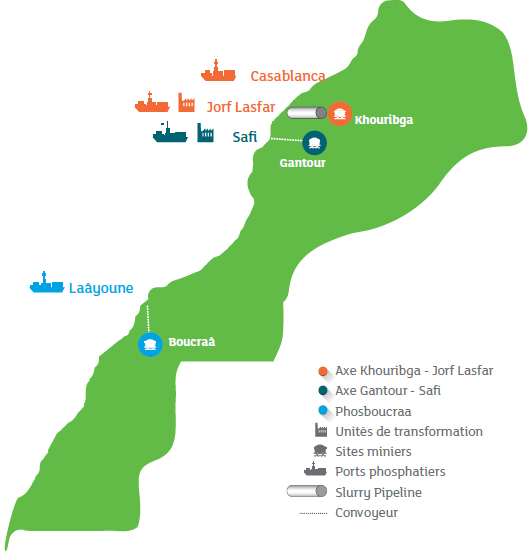 Casablanca
Jorf Lasfar
Khouribga
Safi
Gantour
Laâyoune
Boucraâ
Axe Khouribga - Jorf Lasfar
Axe Gantour - Safi
Phosboucraa
Unités de transformation
Sites miniers
Ports phosphatiers
Slurry Pipeline
Convoyeur